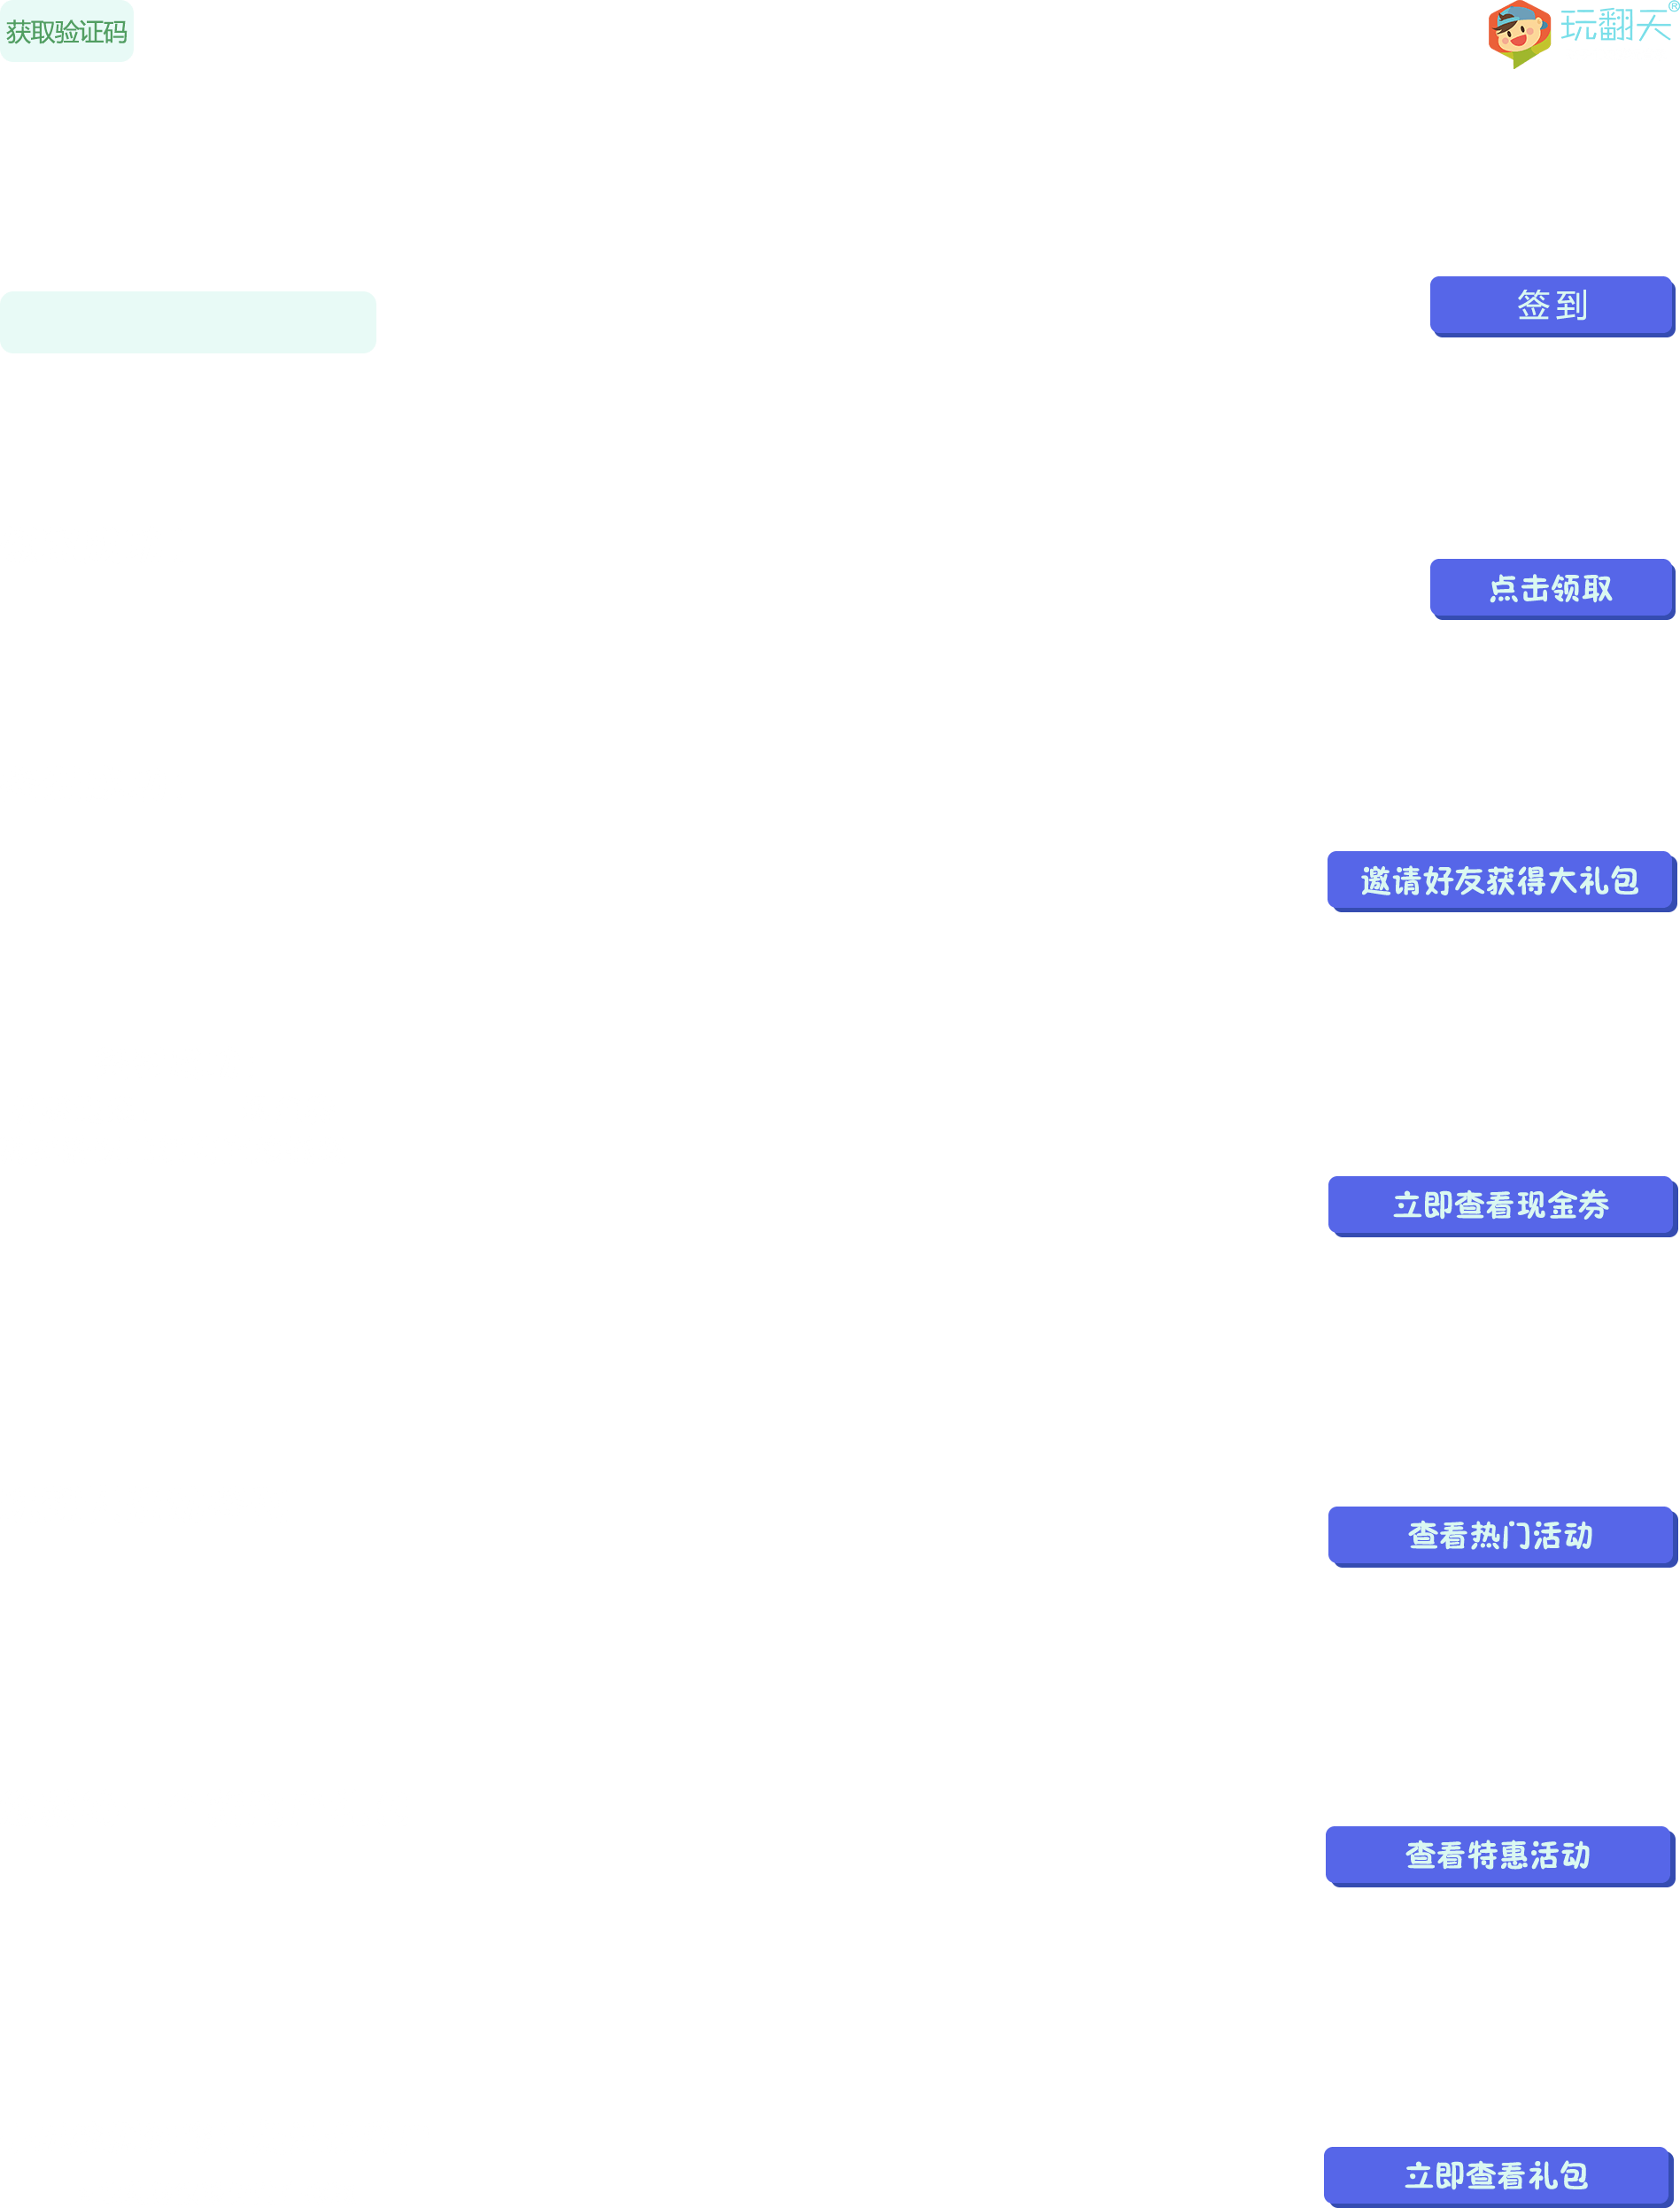 获取验证码
玩翻天®
签到
点击领取
邀请好友获得大礼包
立即查看现金券
查看热门活动
查看特惠活动
立即查看礼包